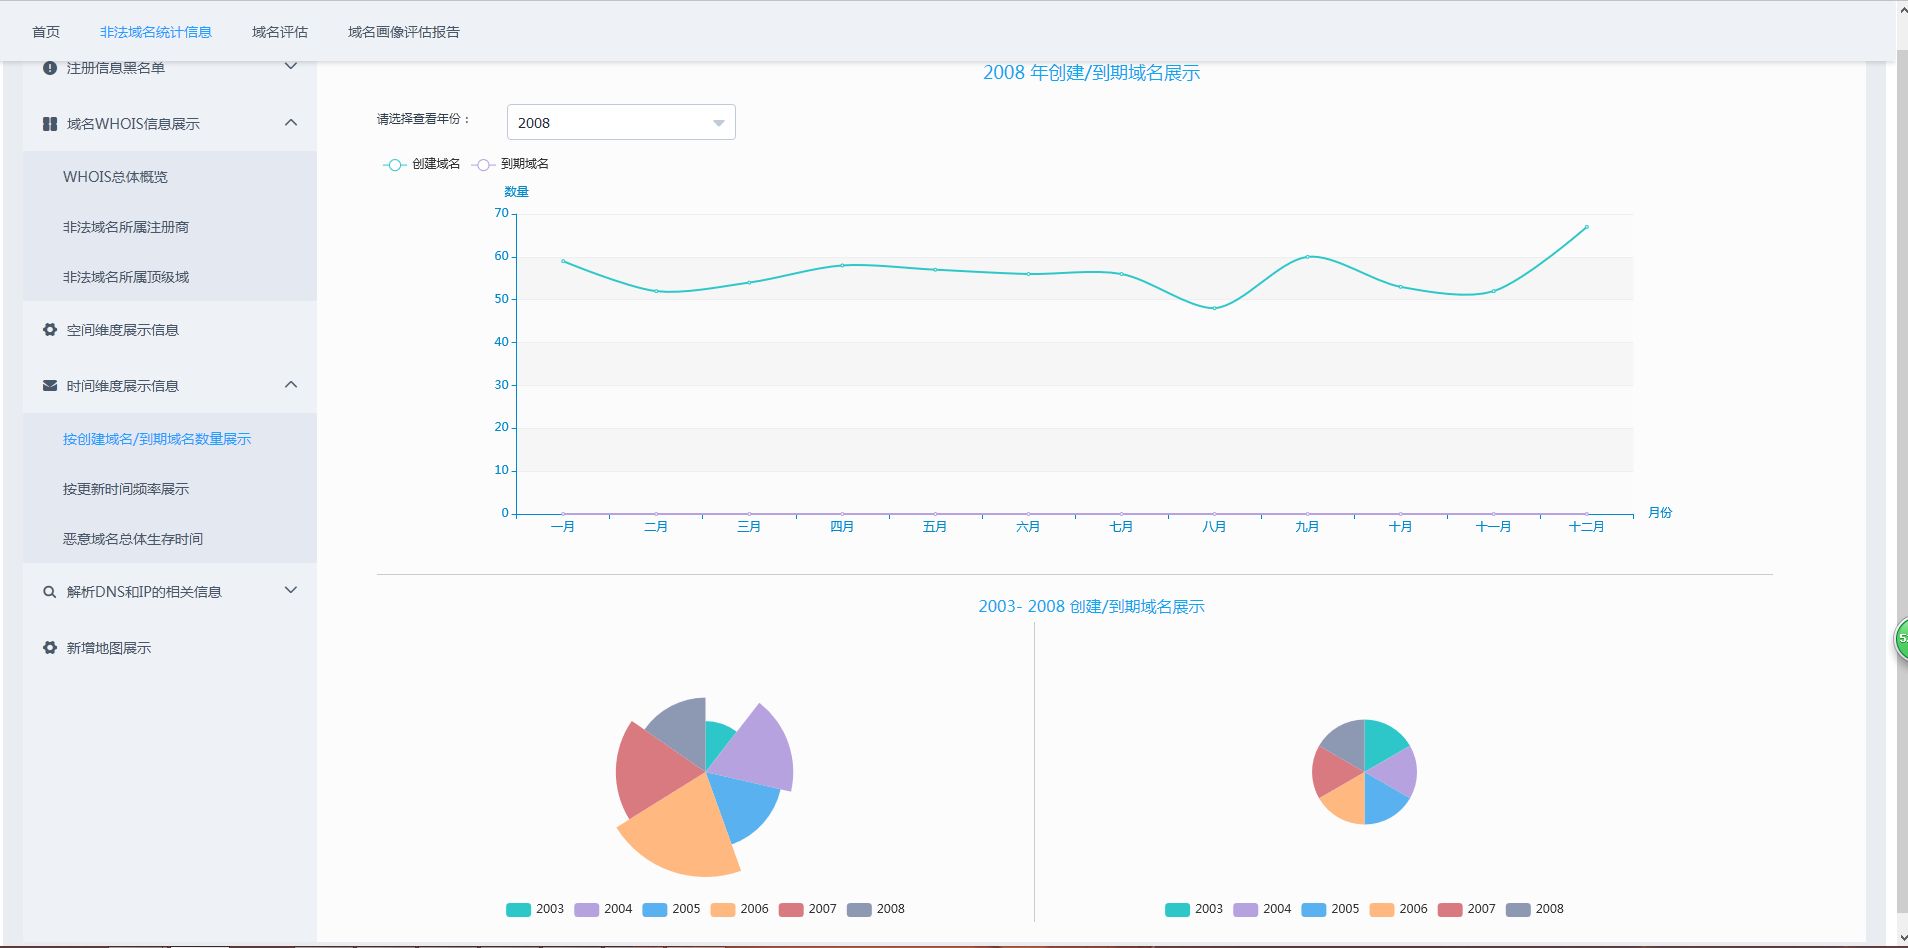 首页 非法域名统计信息 域名评估 域名画像评估报告
注册信息黑名单
域名WHOIS信息展示
WHOIS总体概览
非法域名所属注册商
非法域名所属顶级域
空间维度展示信息
时间维度展示信息
按创建域名/到期域名数量展示
按更新时间频率展示
恶意域名总体生存时间
解析DNS和IP的相关信息
新增地图展示
2008 年创建/到期域名展示
请选择查看年份：
2008
创建域名 到期域名
数量
70
60
50
40
30
20
10
0
一月 二月 三月 四月 五月 六月 七月 八月 九月 十月 十一月 十二月
月份
2003- 2008 创建/到期域名展示
2003 2004 2005 2006 2007 2008
2003 2004 2005 2006 2007 2008